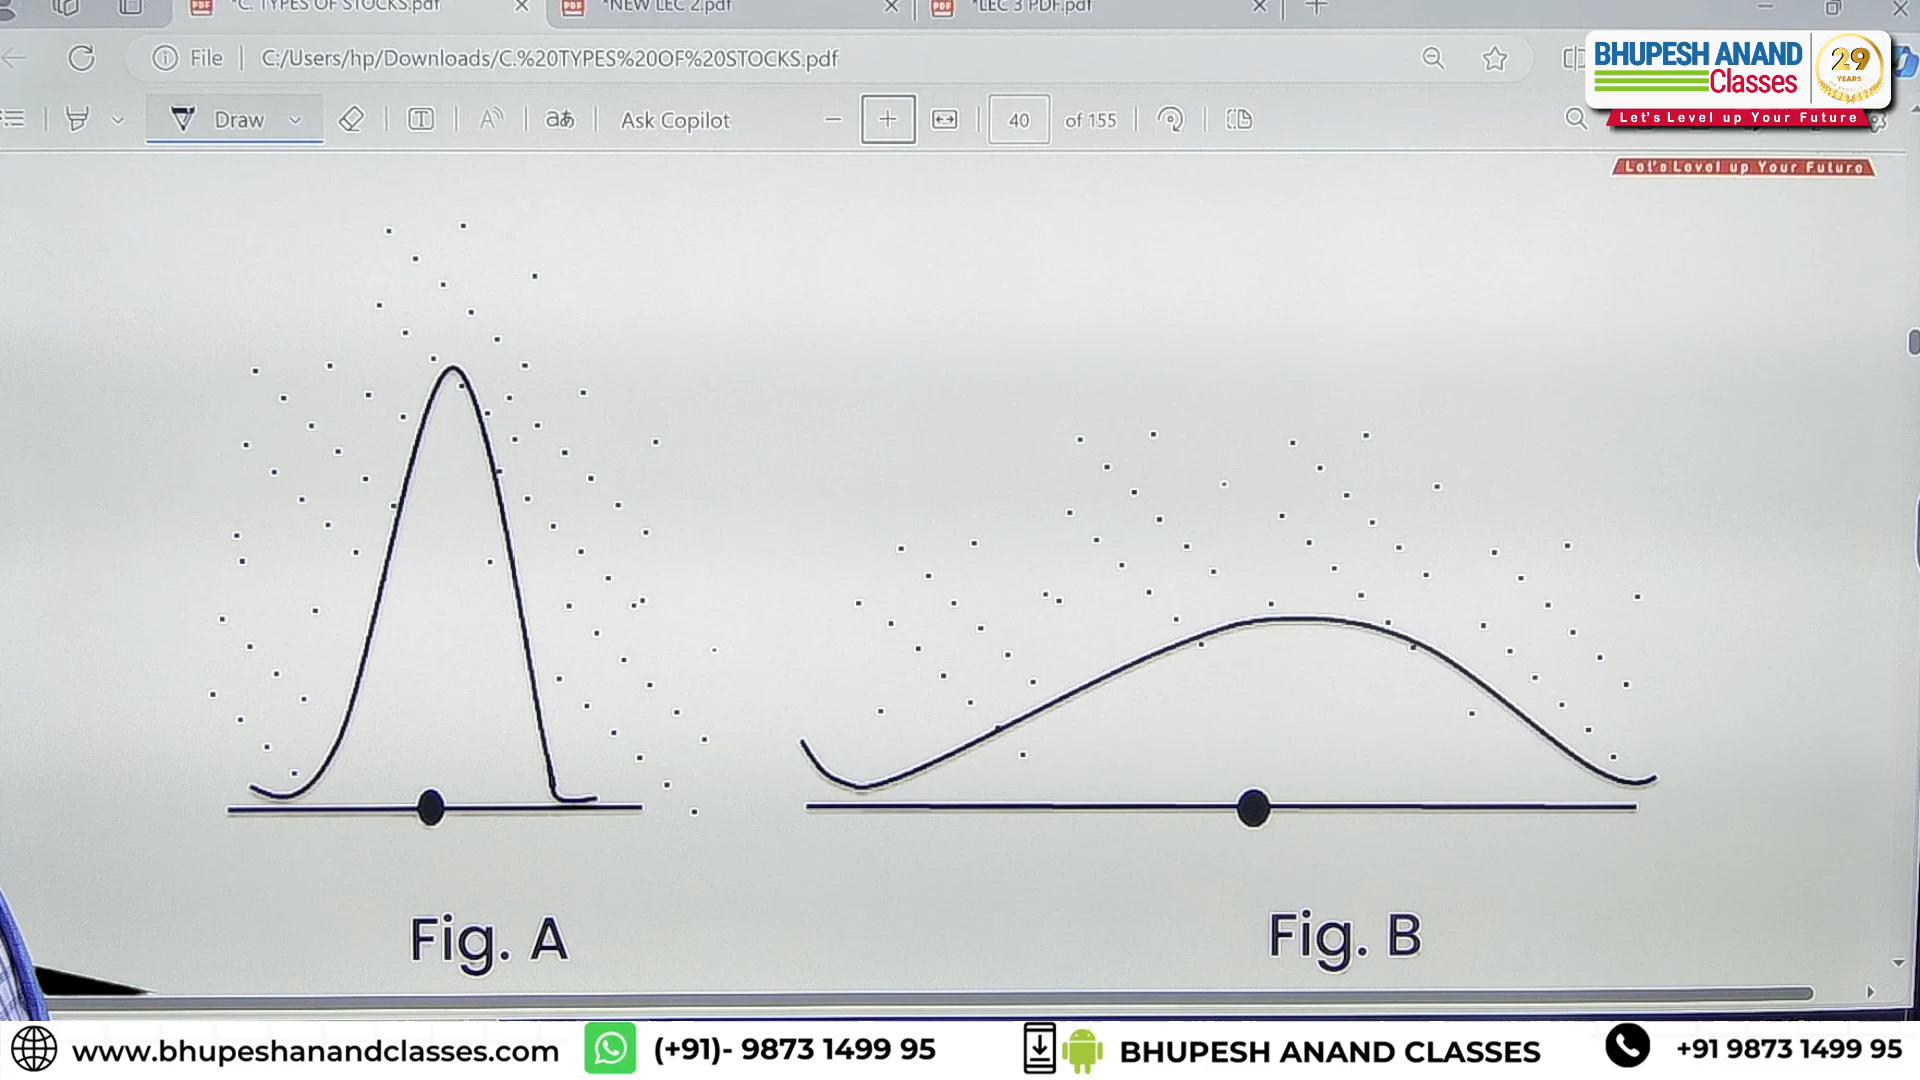 *C. TYPES OF STOCKS.pdf
*NEW LEC 2.pdf
*LEC 3 PDF.pdf
File
C:/Users/hp/Downloads/C.%20TYPES%20OF%20STOCKS.pdf
BHUPESH ANAND
Classes
29
YEARS
Let's Level up Your Future
Draw
T
A
aあ
Ask Copilot
40
of 155
Let's Level up Your Future
Fig. A
Fig. B
www.bhupeshanandclasses.com
(+91)- 9873 1499 95
BHUPESH ANAND CLASSES
+91 9873 1499 95